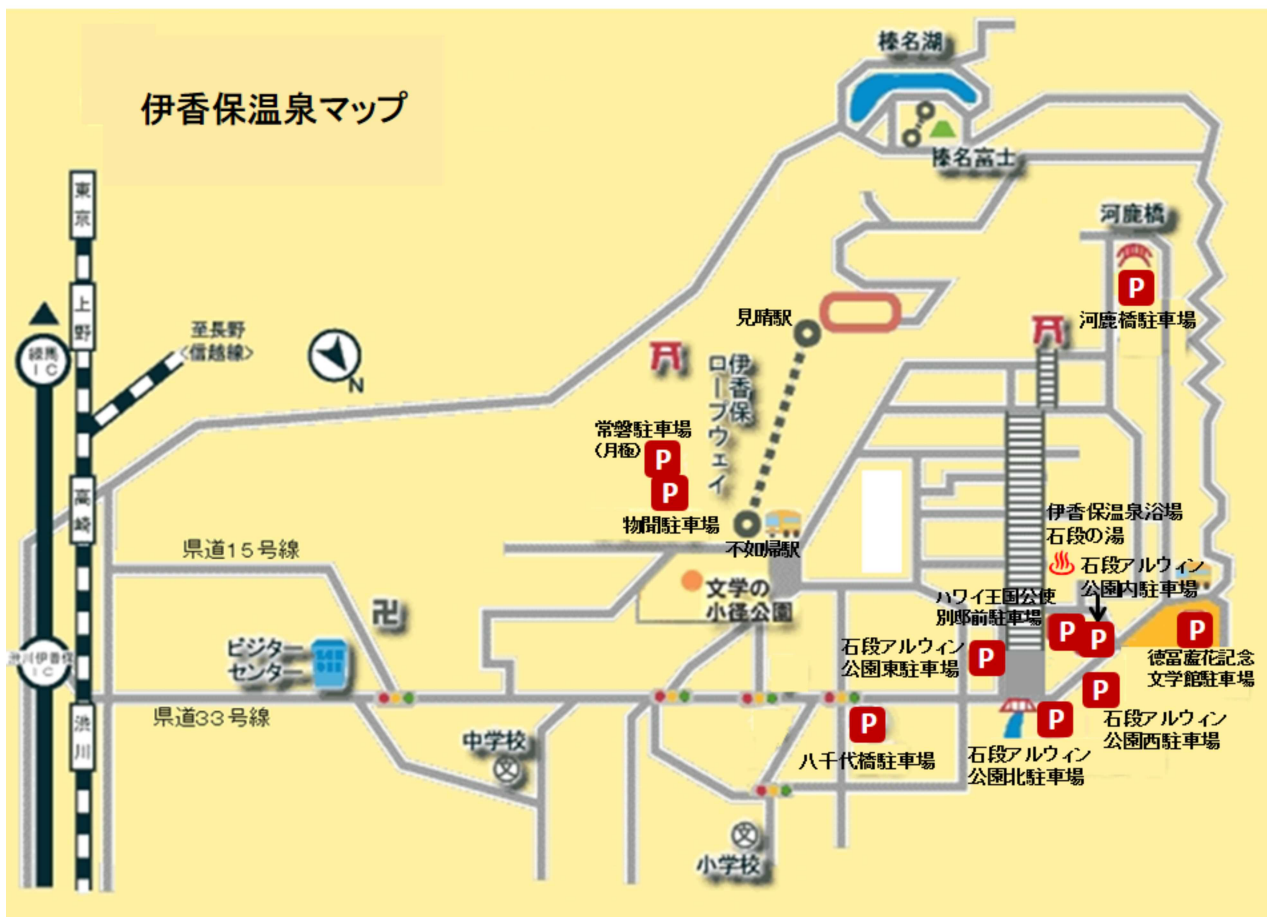 伊香保温泉マップ
榛名湖
榛名富士
河鹿橋
P
河鹿橋駐車場
東京
上野
高崎
渋川
練馬
IC
渋川伊香保
IC
至長野
<信越線>
N
見晴駅
伊香保
ロープウェイ
常磐駐車場
(月極)
P
P
物聞駐車場
不如帰駅
文学の
小径公園
県道15号線
卍
ビジター
センター
県道33号線
中学校
文
小学校
文
伊香保温泉浴場
石段の湯
石段アルウィン
公園内駐車場
P
ハワイ王国公使
別邸前駐車場
P
石段アルウィン
公園東駐車場
P
P
徳冨蘆花記念
文学館駐車場
P
石段アルウィン
公園西駐車場
P
石段アルウィン
公園北駐車場
P
八千代橋駐車場